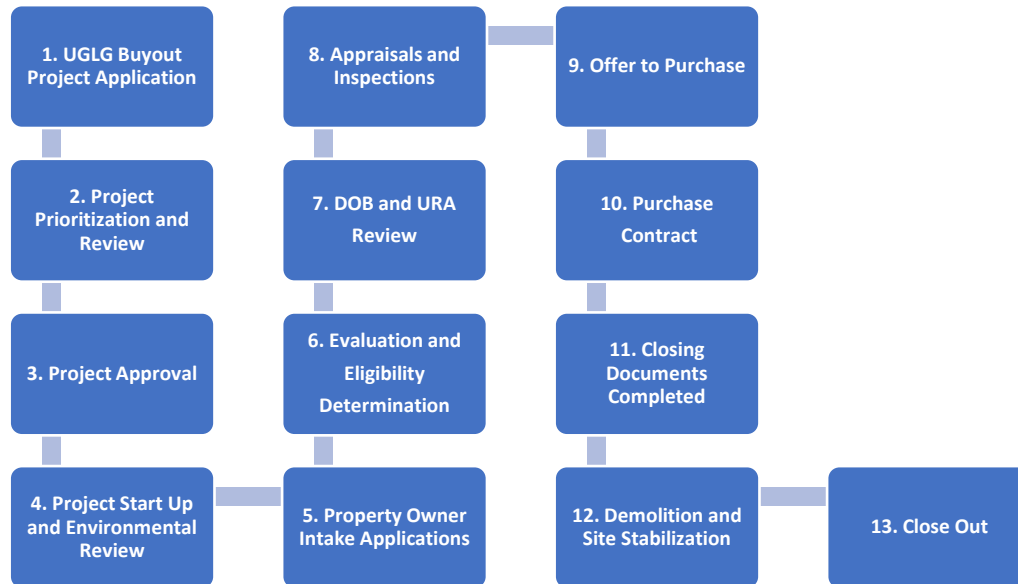 1. UGLG Buyout
Project Application
2. Project
Prioritization and
Review
3. Project Approval
4. Project Start Up
and Environmental
Review
5. Property Owner
Intake Applications
6. Evaluation and
Eligibility
Determination
7. DOB and URA
Review
8. Appraisals and
Inspections
9. Offer to Purchase
10. Purchase
Contract
11. Closing
Documents
Completed
12. Demolition and
Site Stabilization
13. Close Out